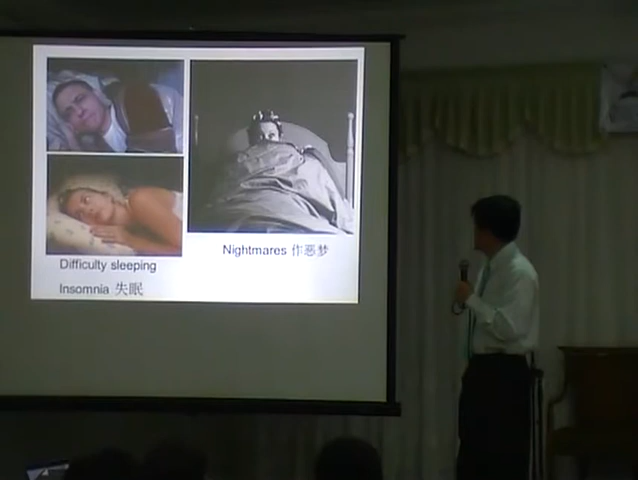 Difficulty sleeping
Insomnia 失眠
Nightmares 作恶梦